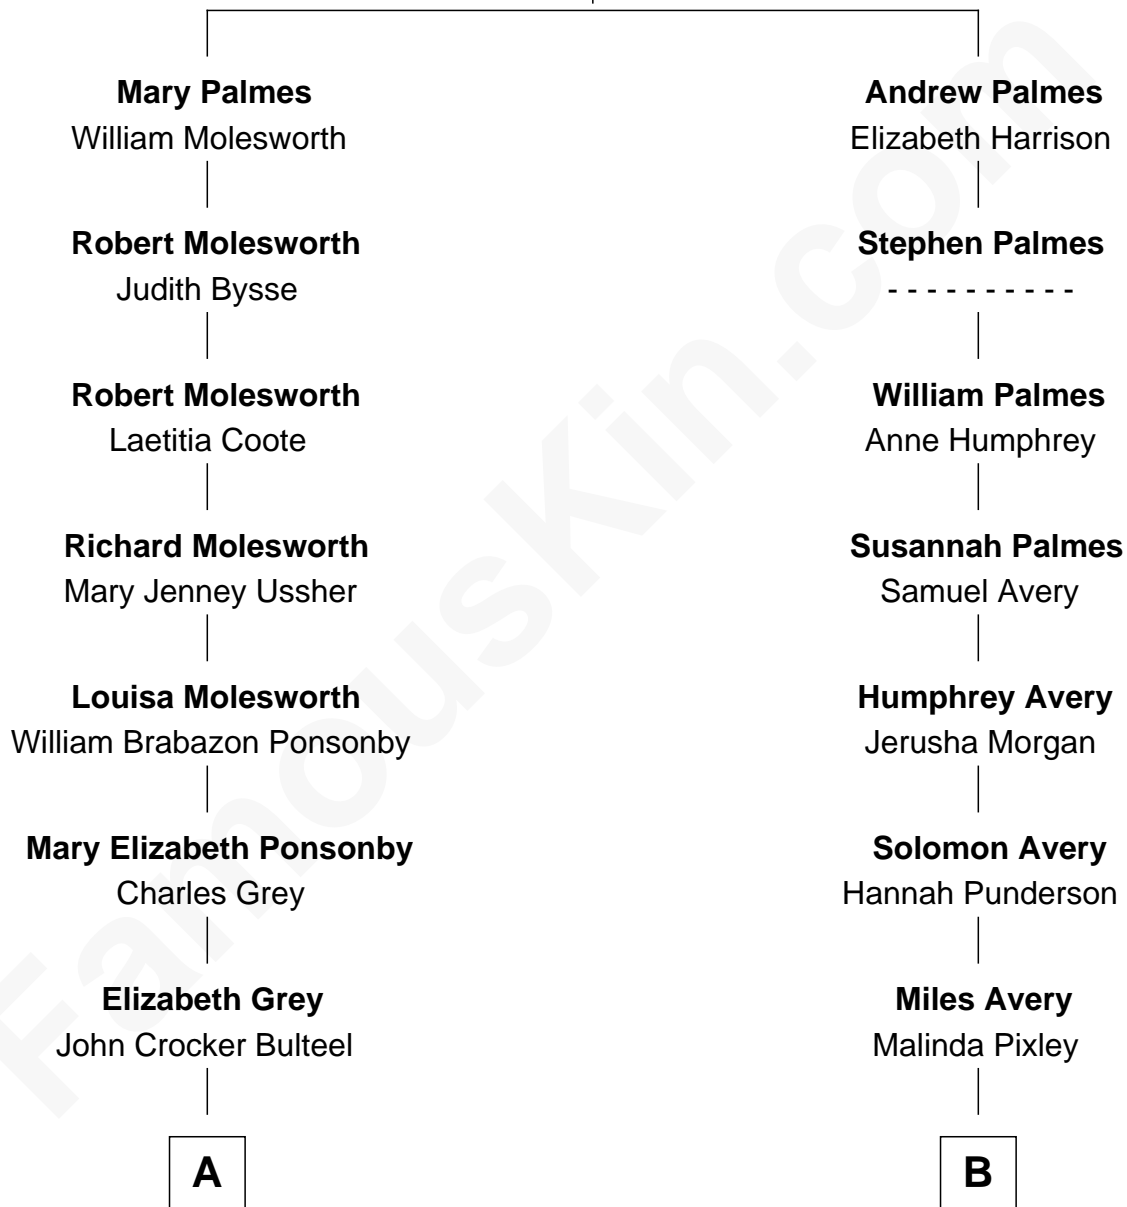 Mary Palmes
William Molesworth
Robert Molesworth
Judith Bysse
Robert Molesworth
Laetitia Coote
Richard Molesworth
Mary Jenney Ussher
Louisa Molesworth
William Brabazon Ponsonby
Mary Elizabeth Ponsonby
Charles Grey
Elizabeth Grey
John Crocker Bulteel
A
Andrew Palmes
Elizabeth Harrison
Stephen Palmes
- - - - - - - - - -
William Palmes
Anne Humphrey
Susannah Palmes
Samuel Avery
Humphrey Avery
Jerusha Morgan
Solomon Avery
Hannah Punderson
Miles Avery
Malinda Pixley
B
FamousKin.com